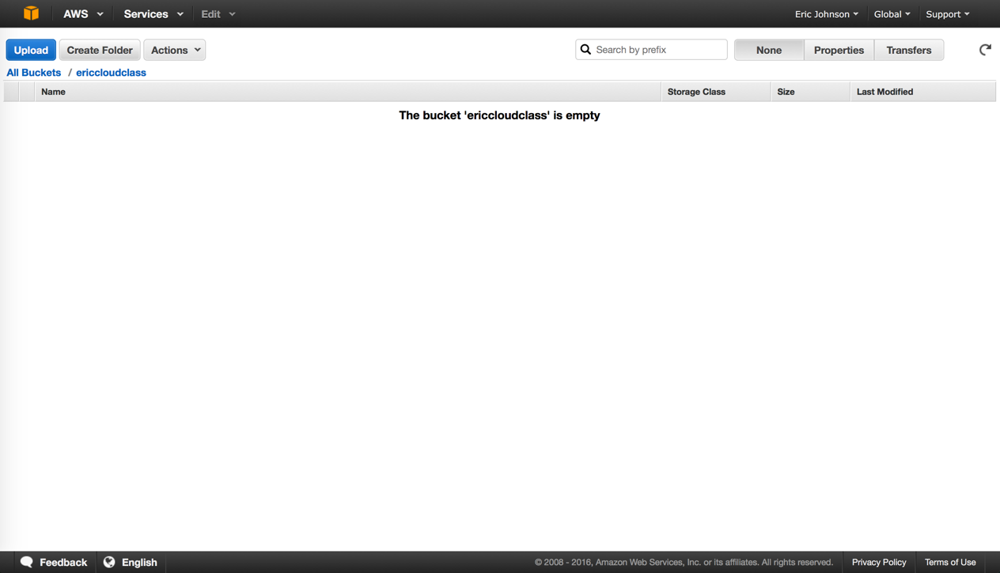 AWS Services Edit Eric Johnson Global Support
Upload Create Folder Actions Search by prefix None Properties Transfers
All Buckets / ericcloudclass
Name Storage Class Size Last Modified
The bucket 'ericcloudclass' is empty
Feedback English © 2008 - 2016, Amazon Web Services, Inc. or its affiliates. All rights reserved. Privacy Policy Terms of Use